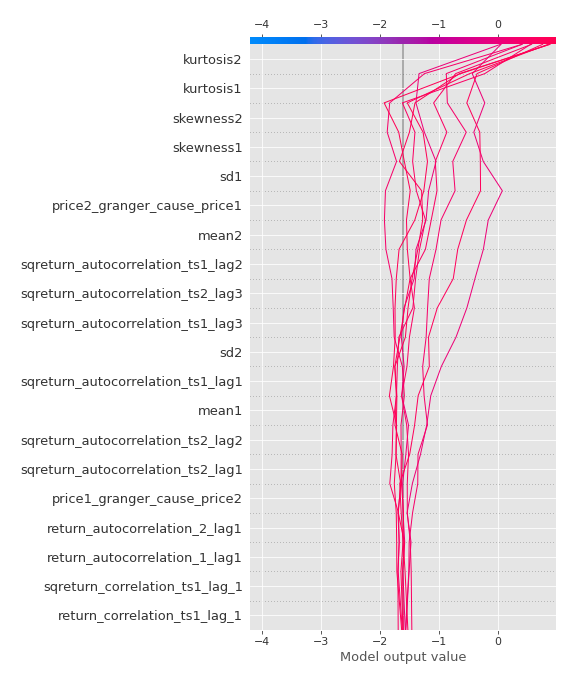 −4 −3 −2 −1 0
kurtosis2
kurtosis1
skewness2
skewness1
sd1
price2_granger_cause_price1
mean2
sqreturn_autocorrelation_ts1_lag2
sqreturn_autocorrelation_ts2_lag3
sqreturn_autocorrelation_ts1_lag3
sd2
sqreturn_autocorrelation_ts1_lag1
mean1
sqreturn_autocorrelation_ts2_lag2
sqreturn_autocorrelation_ts2_lag1
price1_granger_cause_price2
return_autocorrelation_2_lag1
return_autocorrelation_1_lag1
sqreturn_correlation_ts1_lag_1
return_correlation_ts1_lag_1
−4 −3 −2 −1 0
Model output value